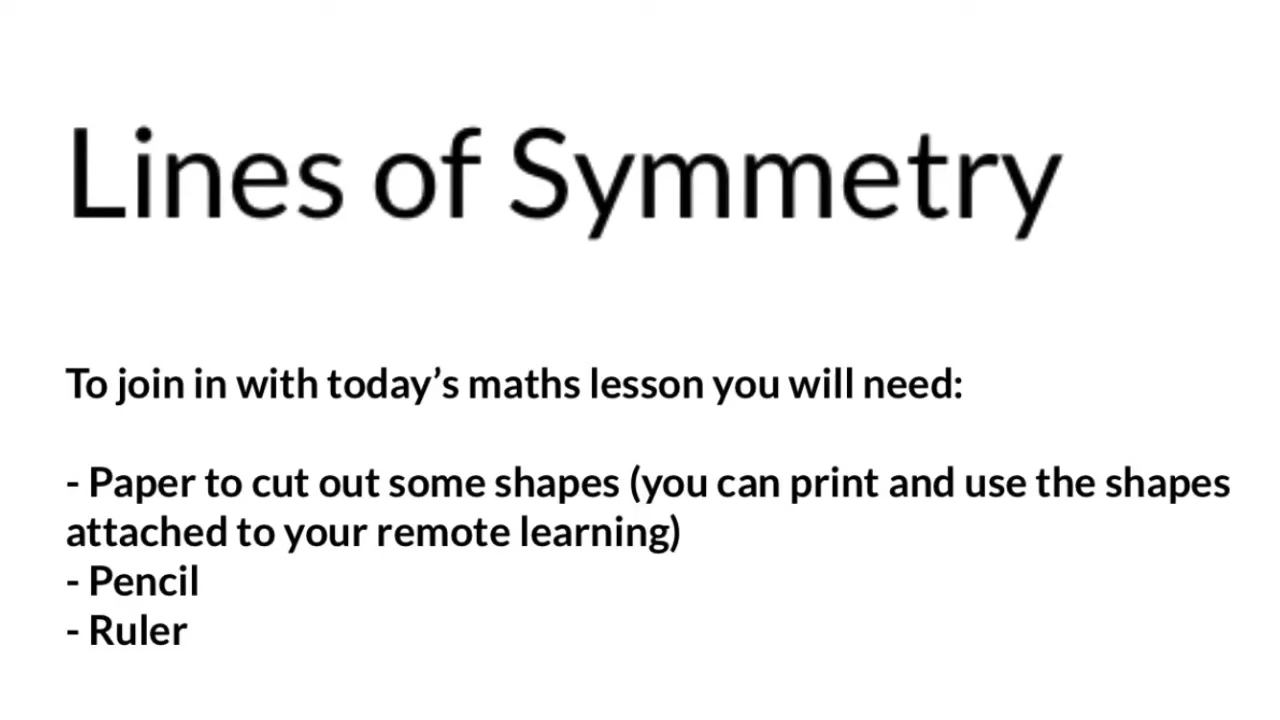 Lines of Symmetry
To join in with today’s maths lesson you will need:
- Paper to cut out some shapes (you can print and use the shapes
attached to your remote learning)
- Pencil
- Ruler